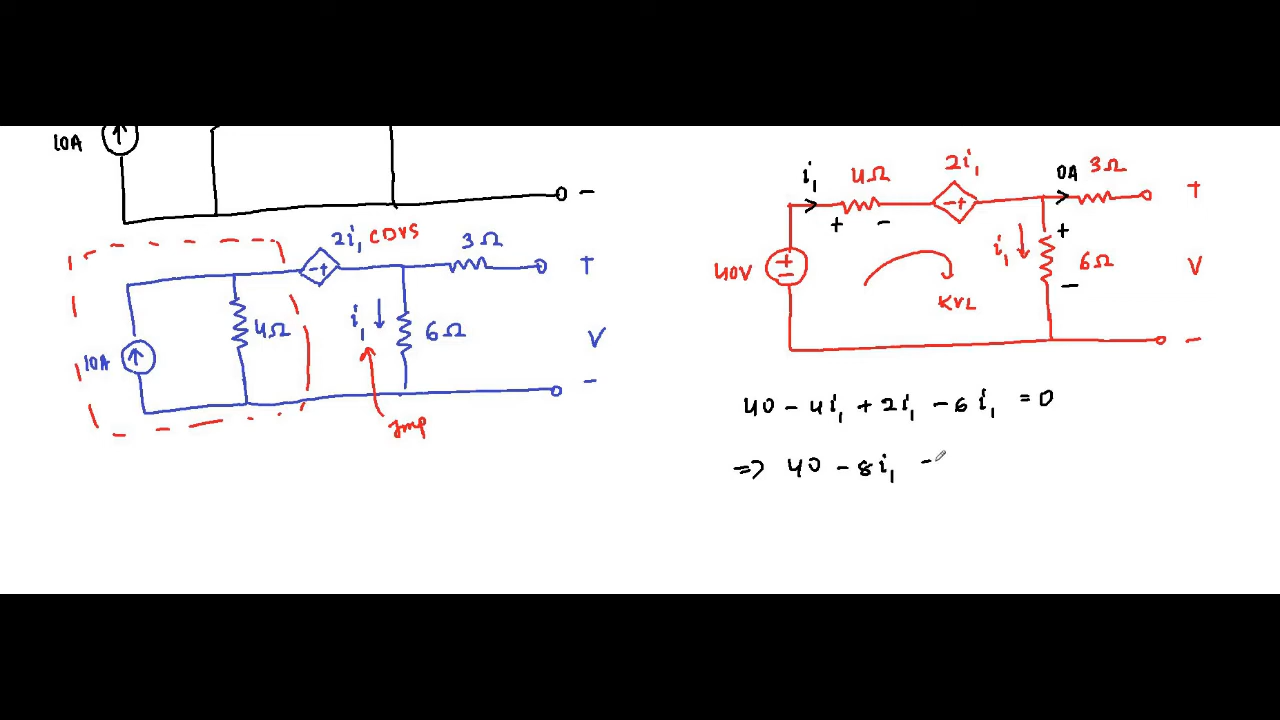 10A
-
2i₁ CDVS
3Ω
+
4Ω
i₁
6Ω
V
10A
-
Imp
i₁
4Ω
2i₁
0A
3Ω
+
+ -
- +
+
40V
+
-
i₁
6Ω
V
-
KVL
-
40 - 4i₁ + 2i₁ - 6i₁ = 0
=> 40 - 8i₁ -